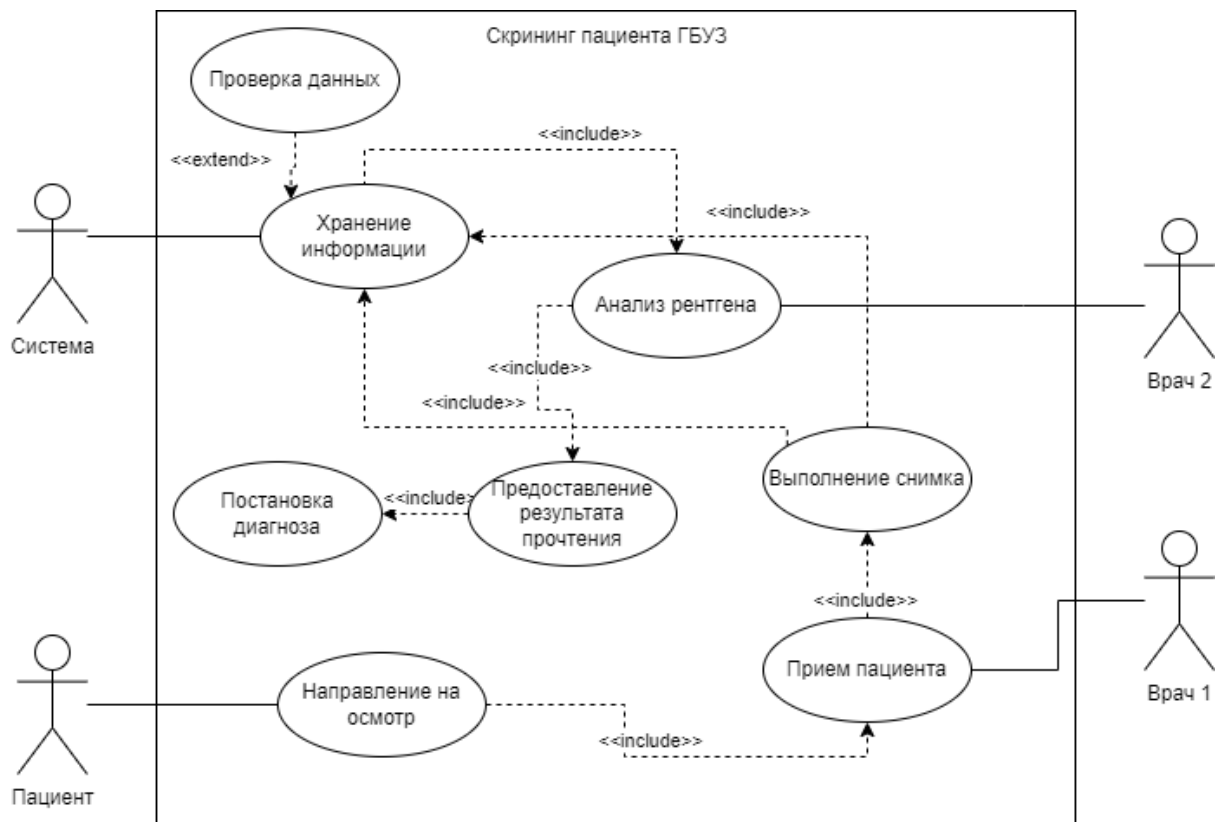 Скрининг пациента ГБУЗ
Проверка данных
<<include>>
<<extend>>
<<include>>
Хранение
информации
Анализ рентгена
Система
<<include>>
Врач 2
<<include>>
Выполнение снимка
Постановка
диагноза
<<include>
Предоставление
результата
прочтения
<<include>>
Прием пациента
Врач 1
Направление на
осмотр
<<include>>
Пациент